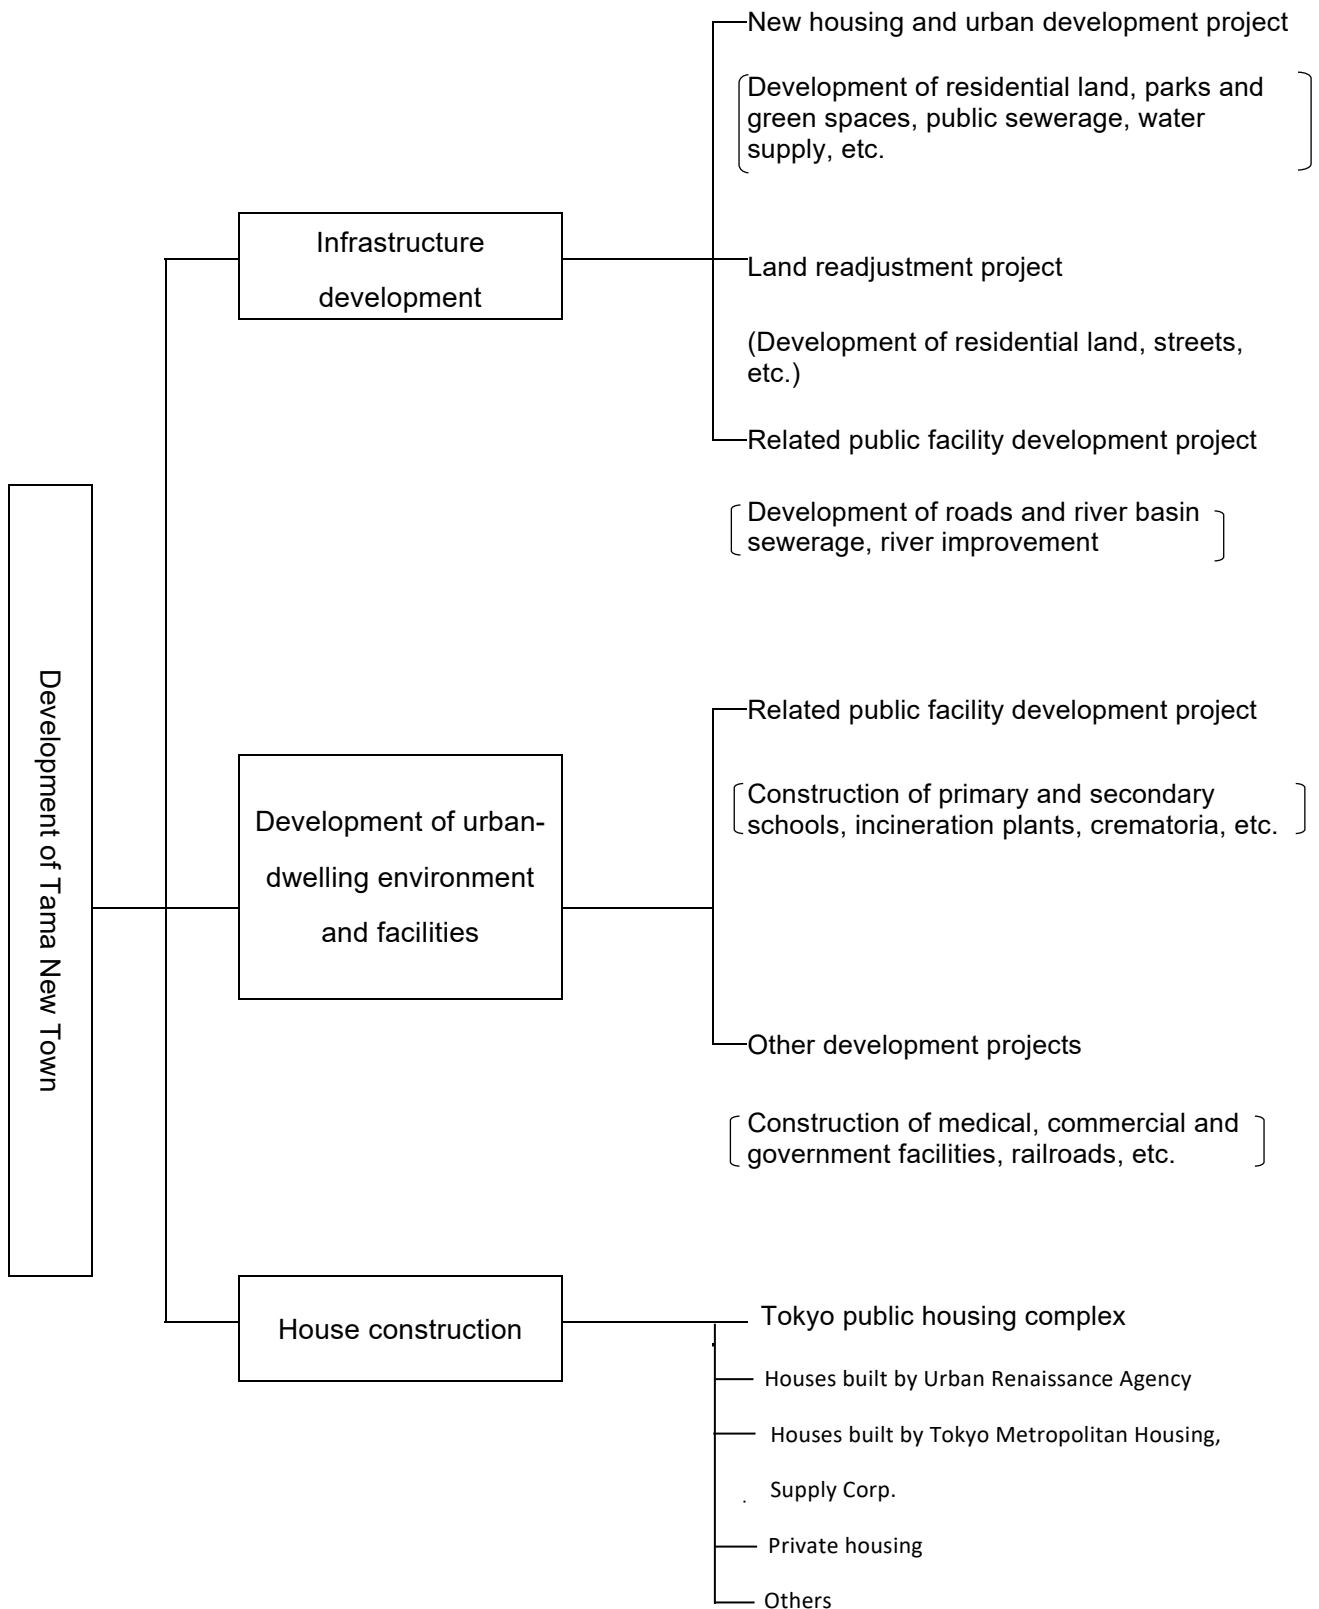 New housing and urban development project
Development of residential land, parks and
green spaces, public sewerage, water
supply, etc.
Infrastructure
development
Land readjustment project
(Development of residential land, streets,
etc.)
Related public facility development project
Development of roads and river basin
sewerage, river improvement
Development of Tama New Town
Related public facility development project
Construction of primary and secondary
schools, incineration plants, crematoria, etc.
Development of urban-
dwelling environment
and facilities
Other development projects
Construction of medical, commercial and
government facilities, railroads, etc.
House construction
Tokyo public housing complex
Houses built by Urban Renaissance Agency
Houses built by Tokyo Metropolitan Housing,
Supply Corp.
Private housing
Others